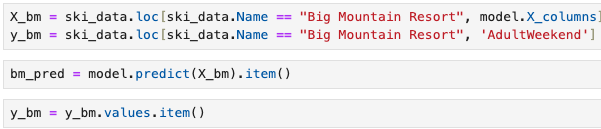 X_bm = ski_data.loc[ski_data.Name == "Big Mountain Resort", model.X_columns]
y_bm = ski_data.loc[ski_data.Name == "Big Mountain Resort", 'AdultWeekend']
bm_pred = model.predict(X_bm).item()
y_bm = y_bm.values.item()